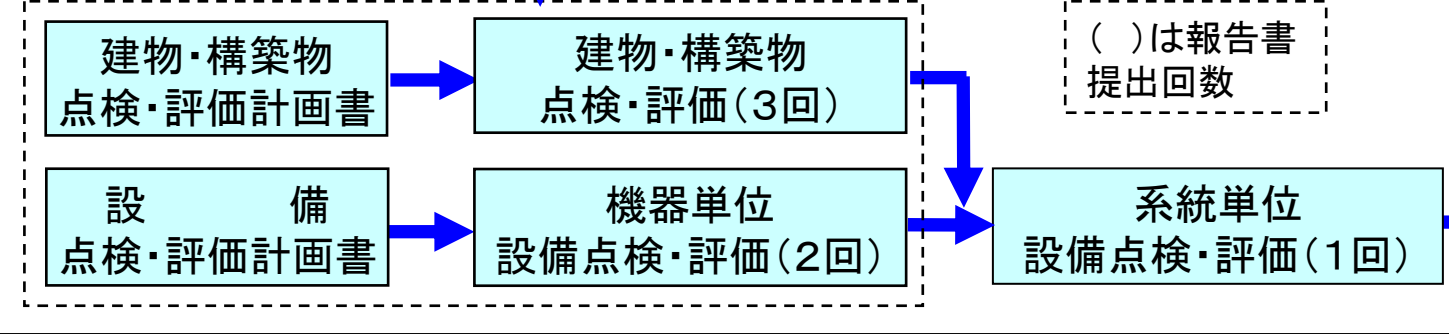 建物・構築物
点検・評価計画書
建物・構築物
点検・評価(3回)
(　)は報告書
提出回数
設　　　備
点検・評価計画書
機器単位
設備点検・評価(2回)
系統単位
設備点検・評価(1回)